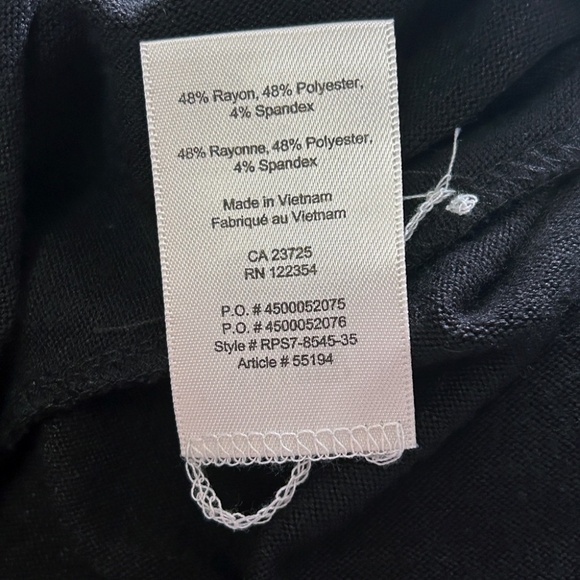 48% Rayon, 48% Polyester,
4% Spandex
48% Rayonne, 48% Polyester,
4% Spandex
Made in Vietnam
Fabriqué au Vietnam
CA 23725
RN 122354
P.O. # 4500052075
P.O. # 4500052076
Style # RPS7-8545-35
Article # 55194